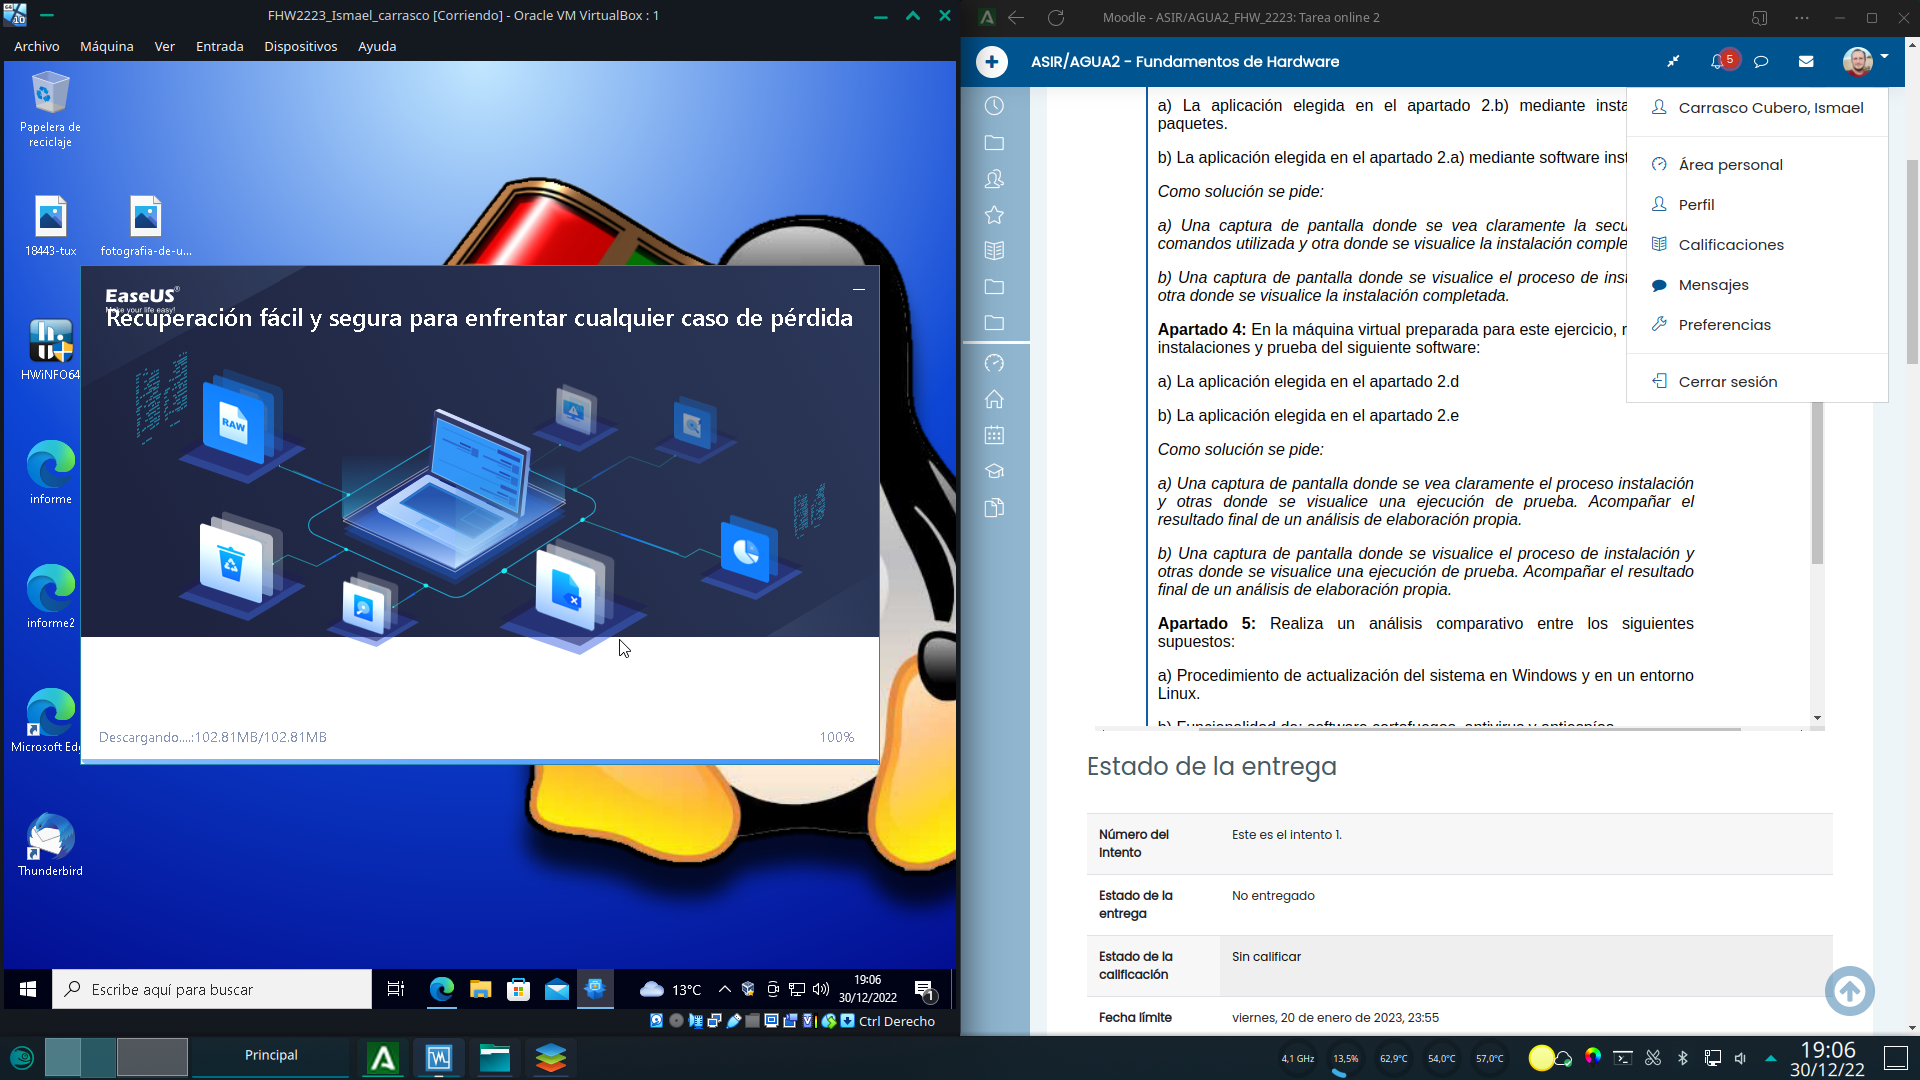 FHW2223_Ismael_carrasco [Corriendo] - Oracle VM VirtualBox : 1
Archivo Máquina Ver Entrada Dispositivos Ayuda
Papelera de
reciclaje
18443-tux
fotografia-de-u...
HWiNFO64
informe
informe2
Microsoft Ed
Thunderbird
EaseUS®
Make your life easy!
Recuperación fácil y segura para enfrentar cualquier caso de pérdida
RAW
Descargando....:102.81MB/102.81MB
100%
Escribe aquí para buscar
13°C
19:06
30/12/2022
1
Ctrl Derecho
Moodle - ASIR/AGUA2_FHW_2223: Tarea online 2
ASIR/AGUA2 - Fundamentos de Hardware
5
a) La aplicación elegida en el apartado 2.b) mediante insta
paquetes.
b) La aplicación elegida en el apartado 2.a) mediante software inst
Como solución se pide:
a) Una captura de pantalla donde se vea claramente la secu
comandos utilizada y otra donde se visualice la instalación comple
b) Una captura de pantalla donde se visualice el proceso de inst
otra donde se visualice la instalación completada.
Apartado 4: En la máquina virtual preparada para este ejercicio, r
instalaciones y prueba del siguiente software:
a) La aplicación elegida en el apartado 2.d
b) La aplicación elegida en el apartado 2.e
Como solución se pide:
a) Una captura de pantalla donde se vea claramente el proceso instalación
y otras donde se visualice una ejecución de prueba. Acompañar el
resultado final de un análisis de elaboración propia.
b) Una captura de pantalla donde se visualice el proceso de instalación y
otras donde se visualice una ejecución de prueba. Acompañar el resultado
final de un análisis de elaboración propia.
Apartado 5: Realiza un análisis comparativo entre los siguientes
supuestos:
a) Procedimiento de actualización del sistema en Windows y en un entorno
Linux.
b) Funcionalidad de: software cortafuegos, antivirus y antiespías.
Carrasco Cubero, Ismael
Área personal
Perfil
Calificaciones
Mensajes
Preferencias
Cerrar sesión
Estado de la entrega
Número del
intento
Este es el intento 1.
Estado de la
entrega
No entregado
Estado de la
calificación
Sin calificar
Fecha límite
viernes, 20 de enero de 2023, 23:55
Principal
4,1 GHz
13,5%
62,9°C
54,0°C
57,0°C
19:06
30/12/22